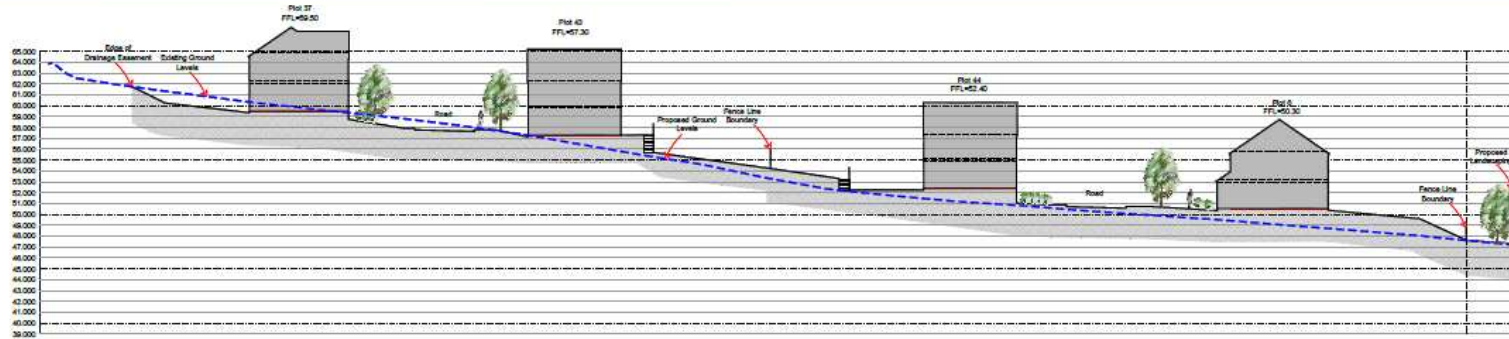 Plot 37
FFL=59.50
Plot 43
FFL=57.30
Edge of
Drainage Easement
Existing Ground
Levels
Road
Proposed Ground
Levels
Fence Line
Boundary
Plot 44
FFL=52.40
Road
Plot 6
FFL=50.30
Fence Line
Boundary
Proposed
65.000
64.000
63.000
62.000
61.000
60.000
59.000
58.000
57.000
56.000
55.000
54.000
53.000
52.000
51.000
50.000
49.000
48.000
47.000
46.000
45.000
44.000
43.000
42.000
41.000
40.000
39.000